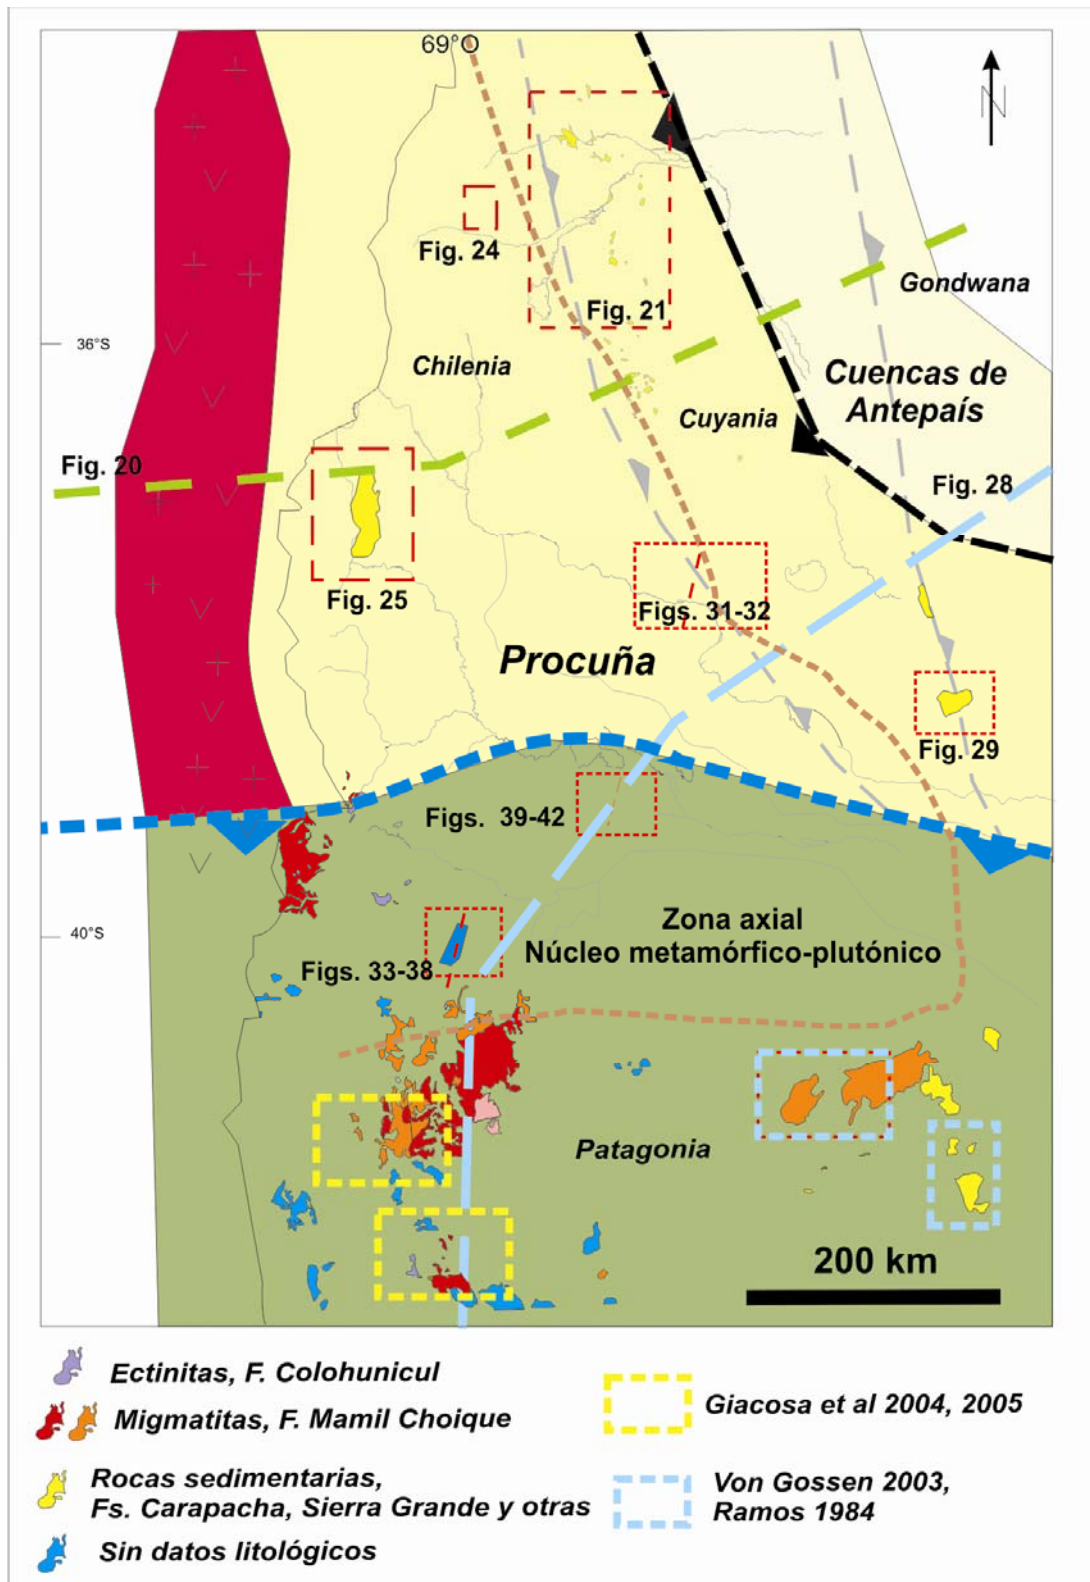 69°
N
Fig. 24
Gondwana
Fig. 21
36°S
Chilenia
Cuencas de
Antepaís
Cuyania
Fig. 20
Fig. 28
Fig. 25
Figs. 31-32
Procuña
Fig. 29
Figs. 39-42
Zona axial
Núcleo metamórfico-plutónico
40°S
Figs. 33-38
Patagonia
200 km
Ectinitas, F. Colohunicul
Migmatitas, F. Mamil Choique
Rocas sedimentarias,
Fs. Carapacha, Sierra Grande y otras
Sin datos litológicos
Giacosa et al 2004, 2005
Von Gossen 2003,
Ramos 1984